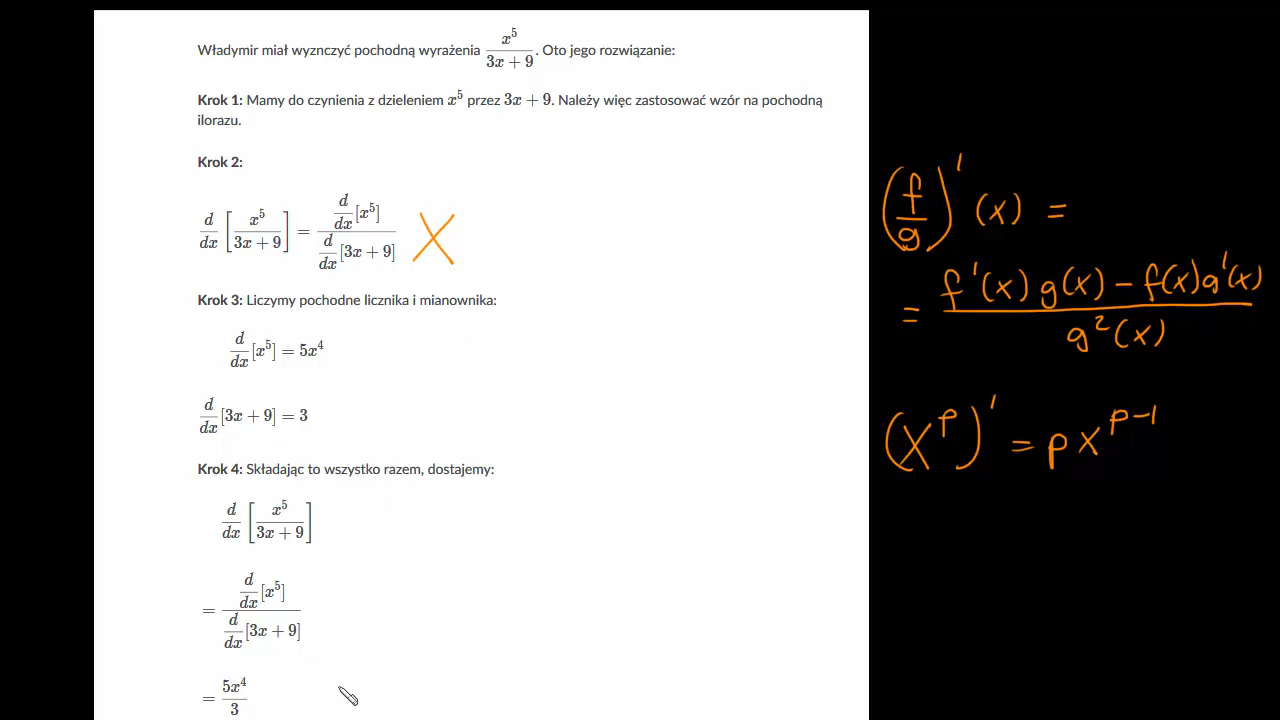 Władymir miał wyznczyć pochodną wyrażenia x^5/(3x + 9). Oto jego rozwiązanie:
Krok 1: Mamy do czynienia z dzieleniem x^5 przez 3x + 9. Należy więc zastosować wzór na pochodną
ilorazu.
Krok 2:
d/dx [x^5/(3x + 9)] = (d/dx [x^5])/(d/dx [3x + 9]) X
Krok 3: Liczymy pochodne licznika i mianownika:
d/dx [x^5] = 5x^4
d/dx [3x + 9] = 3
Krok 4: Składając to wszystko razem, dostajemy:
d/dx [x^5/(3x + 9)]
= (d/dx [x^5])/(d/dx [3x + 9])
= 5x^4/3
(f/g)' (x) =
= (f'(x) g(x) - f(x)g'(x))/(g^2(x))
(x^p)' = p x^(p-1)